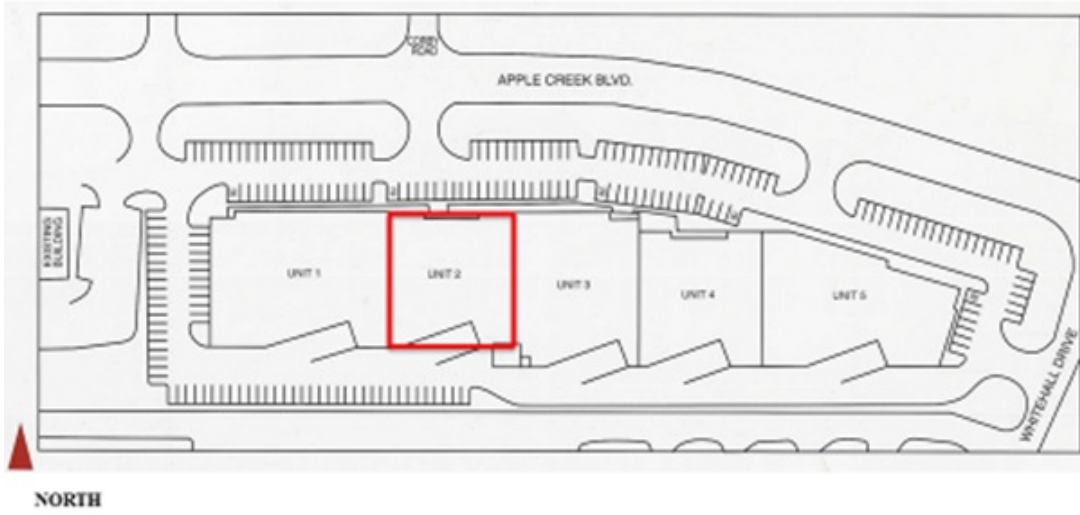 COBBY
ROAD
APPLE CREEK BLVD.
EXISTING
BUILDING
UNIT 1
UNIT 2
UNIT 3
UNIT 4
UNIT 5
WHITEHALL DRIVE
NORTH